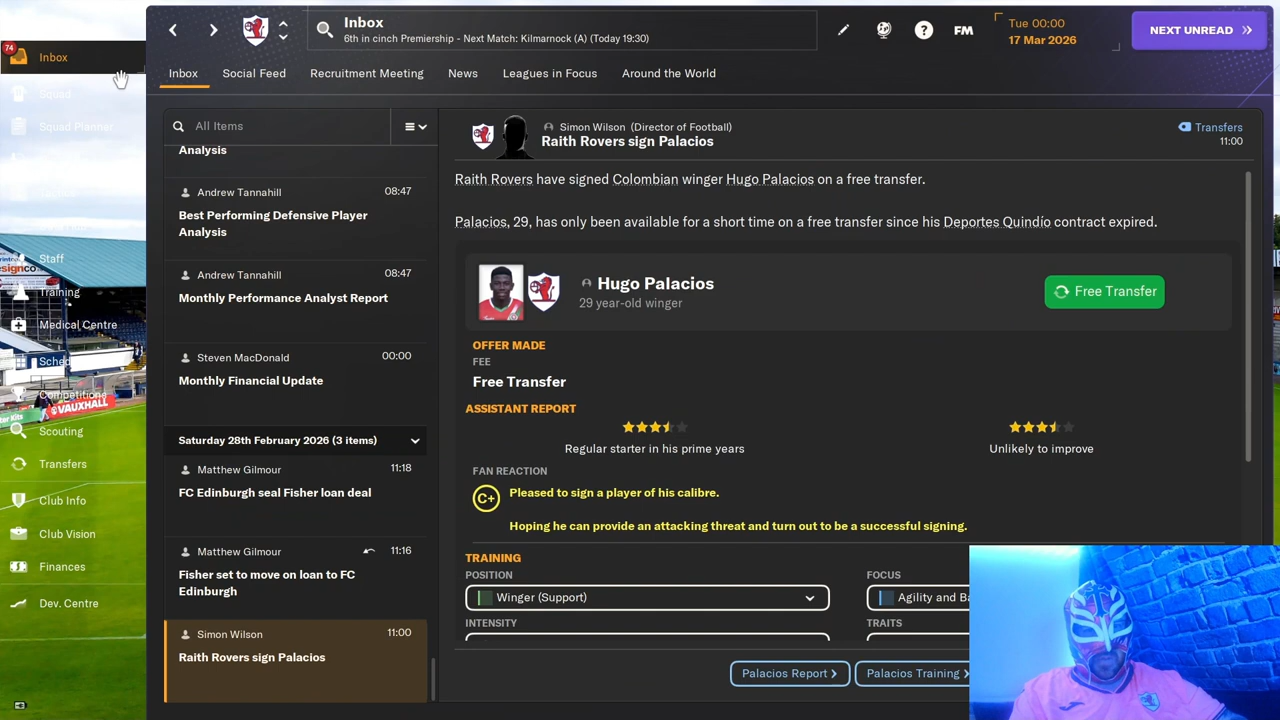 Inbox
6th in cinch Premiership - Next Match: Kilmarnock (A) (Today 19:30)
FM
Tue 00:00
17 Mar 2026
NEXT UNREAD
74
Inbox
Squad
Squad Planner
Staff
Training
Medical Centre
Sched
Competitions
Scouting
Transfers
Club Info
Club Vision
Finances
Dev. Centre
VAUXHALL
Inbox
Social Feed
Recruitment Meeting
News
Leagues in Focus
Around the World
All Items
Analysis
Andrew Tannahill 08:47
Best Performing Defensive Player
Analysis
Andrew Tannahill 08:47
Monthly Performance Analyst Report
Steven MacDonald 00:00
Monthly Financial Update
Saturday 28th February 2026 (3 items)
Matthew Gilmour 11:18
FC Edinburgh seal Fisher loan deal
Matthew Gilmour 11:16
Fisher set to move on loan to FC
Edinburgh
Simon Wilson 11:00
Raith Rovers sign Palacios
Simon Wilson (Director of Football)
Raith Rovers sign Palacios
Transfers
11:00
Raith Rovers have signed Colombian winger Hugo Palacios on a free transfer.
Palacios, 29, has only been available for a short time on a free transfer since his Deportes Quindío contract expired.
Hugo Palacios
29 year-old winger
Free Transfer
OFFER MADE
FEE
Free Transfer
ASSISTANT REPORT
Regular starter in his prime years
Unlikely to improve
FAN REACTION
C+
Pleased to sign a player of his calibre.
Hoping he can provide an attacking threat and turn out to be a successful signing.
TRAINING
POSITION
Winger (Support)
FOCUS
Agility and Ba
INTENSITY
TRAITS
Palacios Report
Palacios Training